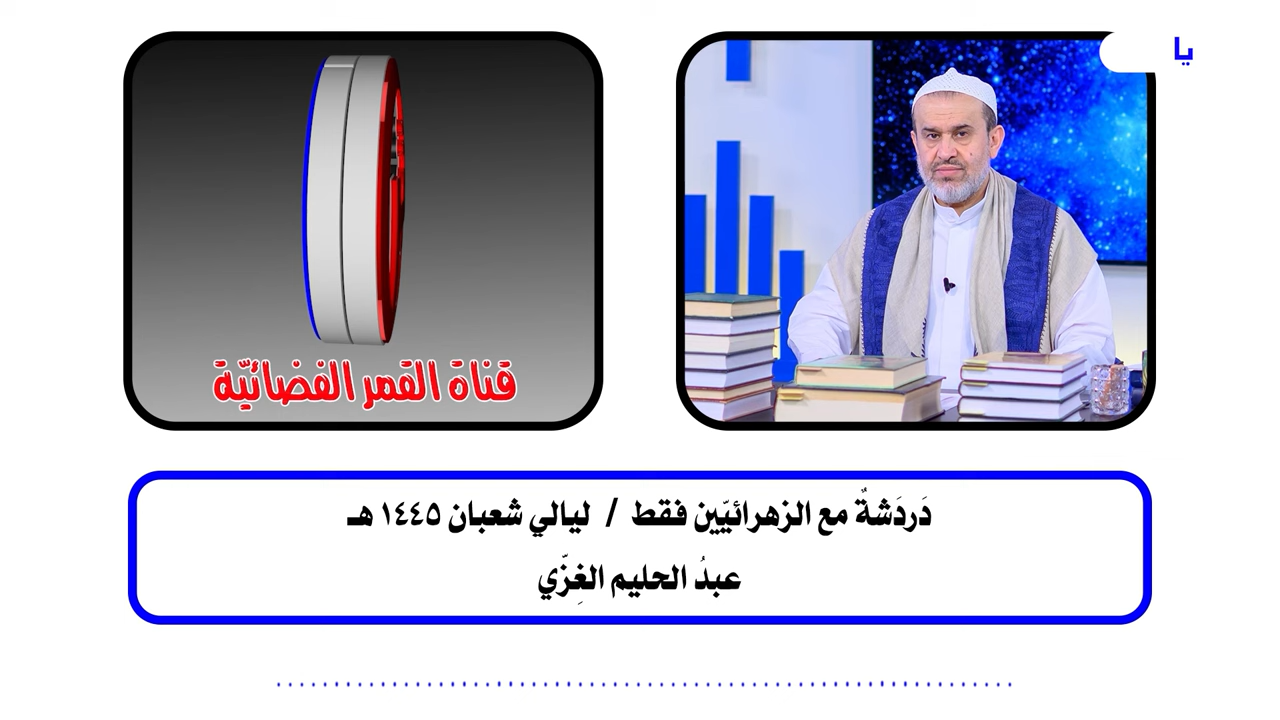 يا
قناة القمر الفضائيّة
دَردَشةٌ مع الزهرائيّين فقط / ليالي شعبان ١٤٤٥ هـ
عبدُ الحليم الغِزّي